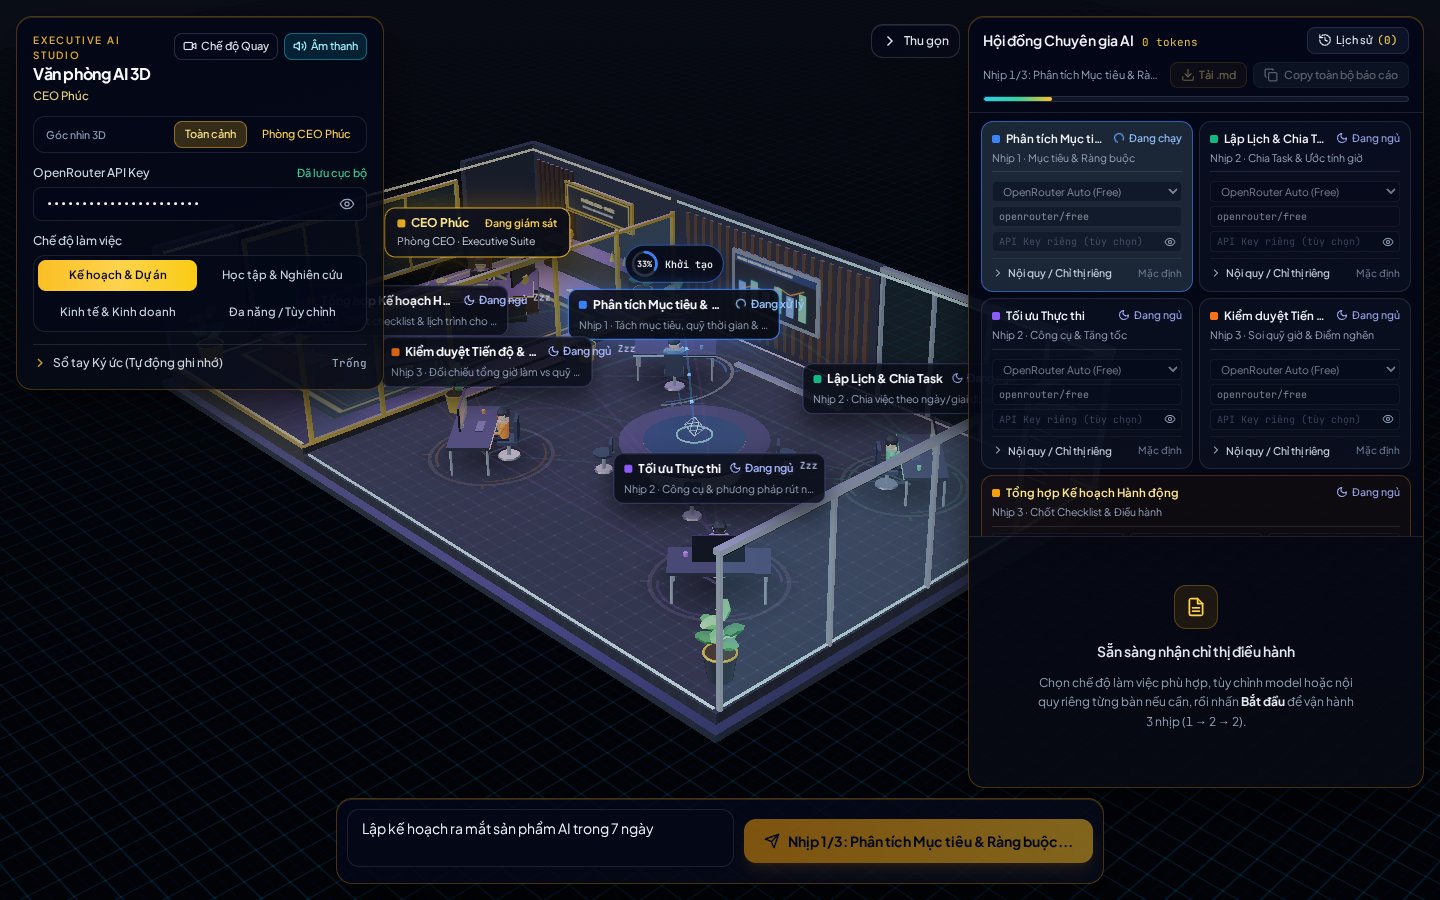 EXECUTIVE AI
STUDIO
Văn phòng AI 3D
CEO Phúc
Chế độ Quay
Âm thanh
Góc nhìn 3D
Toàn cảnh
Phòng CEO Phúc
OpenRouter API Key
Đã lưu cục bộ
••••••••••••••••••••••
Chế độ làm việc
Kế hoạch & Dự án
Học tập & Nghiên cứu
Kinh tế & Kinh doanh
Đa năng / Tùy chỉnh
Sổ tay Ký ức (Tự động ghi nhớ)
Trống
Thu gọn
CEO Phúc
Đang giám sát
Phòng CEO · Executive Suite
33%
Khởi tạo
Tổng hợp Kế hoạch H...
Đang ngủ
Zzz
checklist & lịch trình cho ...
Phân tích Mục tiêu & ...
Đang xử lý
Nhịp 1 · Tách mục tiêu, quỹ thời gian & ...
Kiểm duyệt Tiến độ & ...
Đang ngủ
Zzz
Nhịp 3 · Đối chiếu tổng giờ làm vs quỹ ...
Lập Lịch & Chia Task
Nhịp 2 · Chia việc theo ngày/giai
Tối ưu Thực thi
Đang ngủ
Zzz
Nhịp 2 · Công cụ & phương pháp rút n...
Hội đồng Chuyên gia AI
0 tokens
Lịch sử (0)
Nhịp 1/3: Phân tích Mục tiêu & Rà...
Tải .md
Copy toàn bộ báo cáo
Phân tích Mục ti...
Đang chạy
Nhịp 1 · Mục tiêu & Ràng buộc
OpenRouter Auto (Free)
openrouter/free
API Key riêng (tùy chọn)
Nội quy / Chỉ thị riêng
Mặc định
Lập Lịch & Chia T...
Đang ngủ
Nhịp 2 · Chia Task & Ước tính giờ
OpenRouter Auto (Free)
openrouter/free
API Key riêng (tùy chọn)
Nội quy / Chỉ thị riêng
Mặc định
Tối ưu Thực thi
Đang ngủ
Nhịp 2 · Công cụ & Tăng tốc
OpenRouter Auto (Free)
openrouter/free
API Key riêng (tùy chọn)
Nội quy / Chỉ thị riêng
Mặc định
Kiểm duyệt Tiến ...
Đang ngủ
Nhịp 3 · Soi quỹ giờ & Điểm nghẽn
OpenRouter Auto (Free)
openrouter/free
API Key riêng (tùy chọn)
Nội quy / Chỉ thị riêng
Mặc định
Tổng hợp Kế hoạch Hành động
Đang ngủ
Nhịp 3 · Chốt Checklist & Điều hành
Sẵn sàng nhận chỉ thị điều hành
Chọn chế độ làm việc phù hợp, tùy chỉnh model hoặc nội
quy riêng từng bàn nếu cần, rồi nhấn Bắt đầu để vận hành
3 nhịp (1 → 2 → 2).
Lập kế hoạch ra mắt sản phẩm AI trong 7 ngày
Nhịp 1/3: Phân tích Mục tiêu & Ràng buộc...